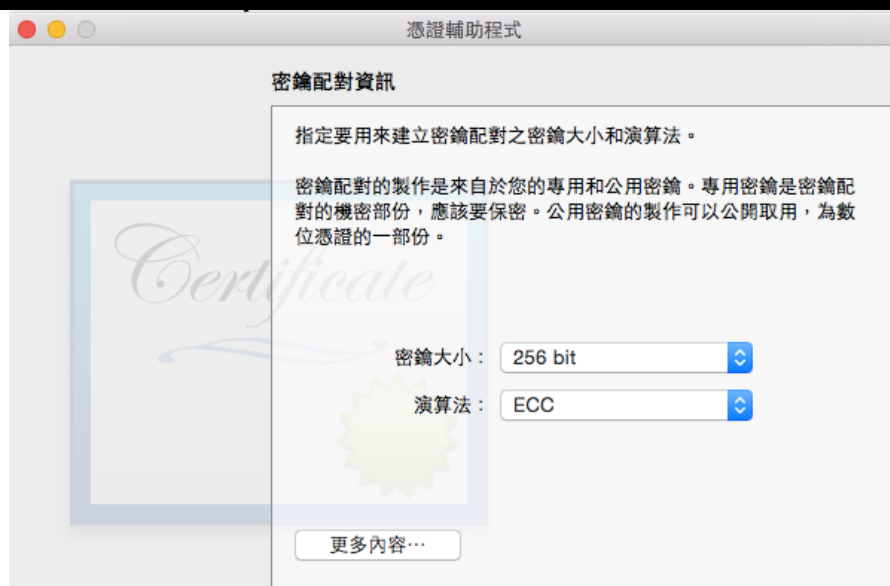 憑證輔助程式
密鑰配對資訊
指定要用來建立密鑰配對之密鑰大小和演算法。
密鑰配對的製作是來自於您的專用和公用密鑰。專用密鑰是密鑰配
對的機密部份，應該要保密。公用密鑰的製作可以公開取用，為數
位憑證的一部份。
Certificate
密鑰大小： 256 bit
演算法： ECC
更多內容⋯